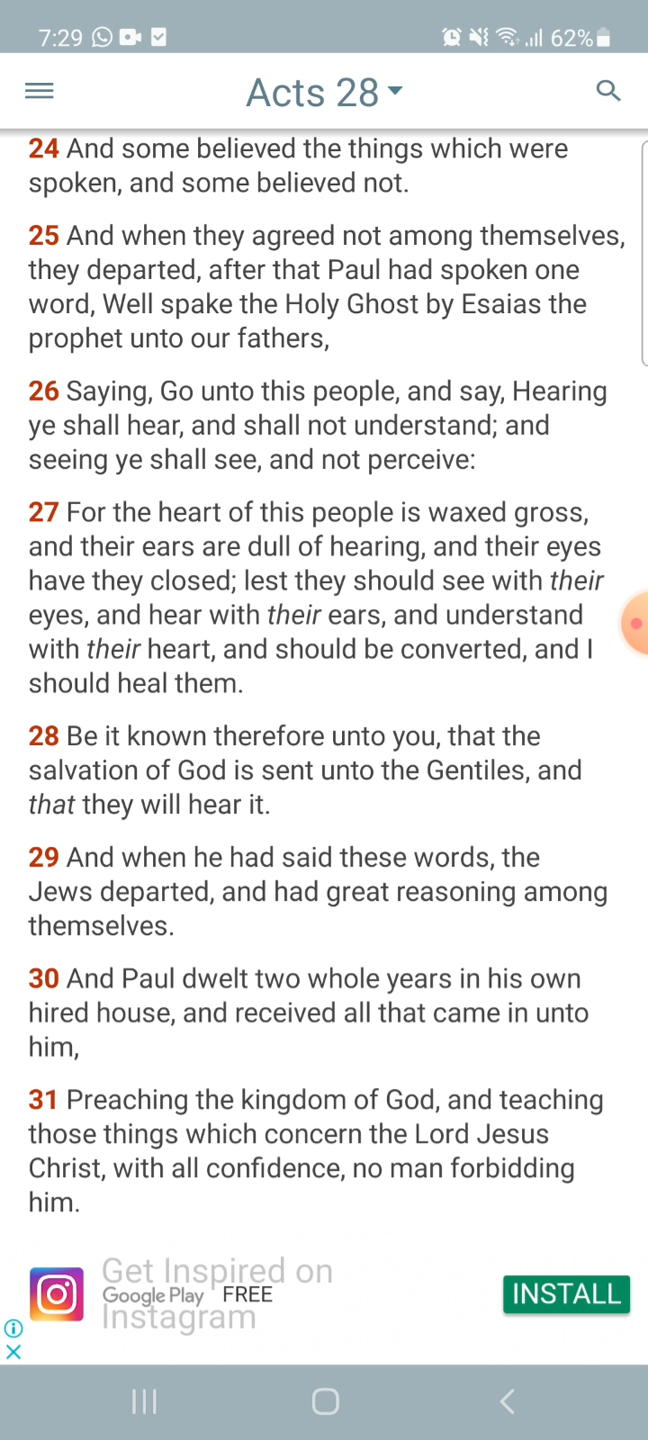 7:29
62%
Acts 28
24 And some believed the things which were
spoken, and some believed not.
25 And when they agreed not among themselves,
they departed, after that Paul had spoken one
word, Well spake the Holy Ghost by Esaias the
prophet unto our fathers,
26 Saying, Go unto this people, and say, Hearing
ye shall hear, and shall not understand; and
seeing ye shall see, and not perceive:
27 For the heart of this people is waxed gross,
and their ears are dull of hearing, and their eyes
have they closed; lest they should see with their
eyes, and hear with their ears, and understand
with their heart, and should be converted, and I
should heal them.
28 Be it known therefore unto you, that the
salvation of God is sent unto the Gentiles, and
that they will hear it.
29 And when he had said these words, the
Jews departed, and had great reasoning among
themselves.
30 And Paul dwelt two whole years in his own
hired house, and received all that came in unto
him,
31 Preaching the kingdom of God, and teaching
those things which concern the Lord Jesus
Christ, with all confidence, no man forbidding
him.
Get Inspired on
Google Play FREE
Instagram
INSTALL